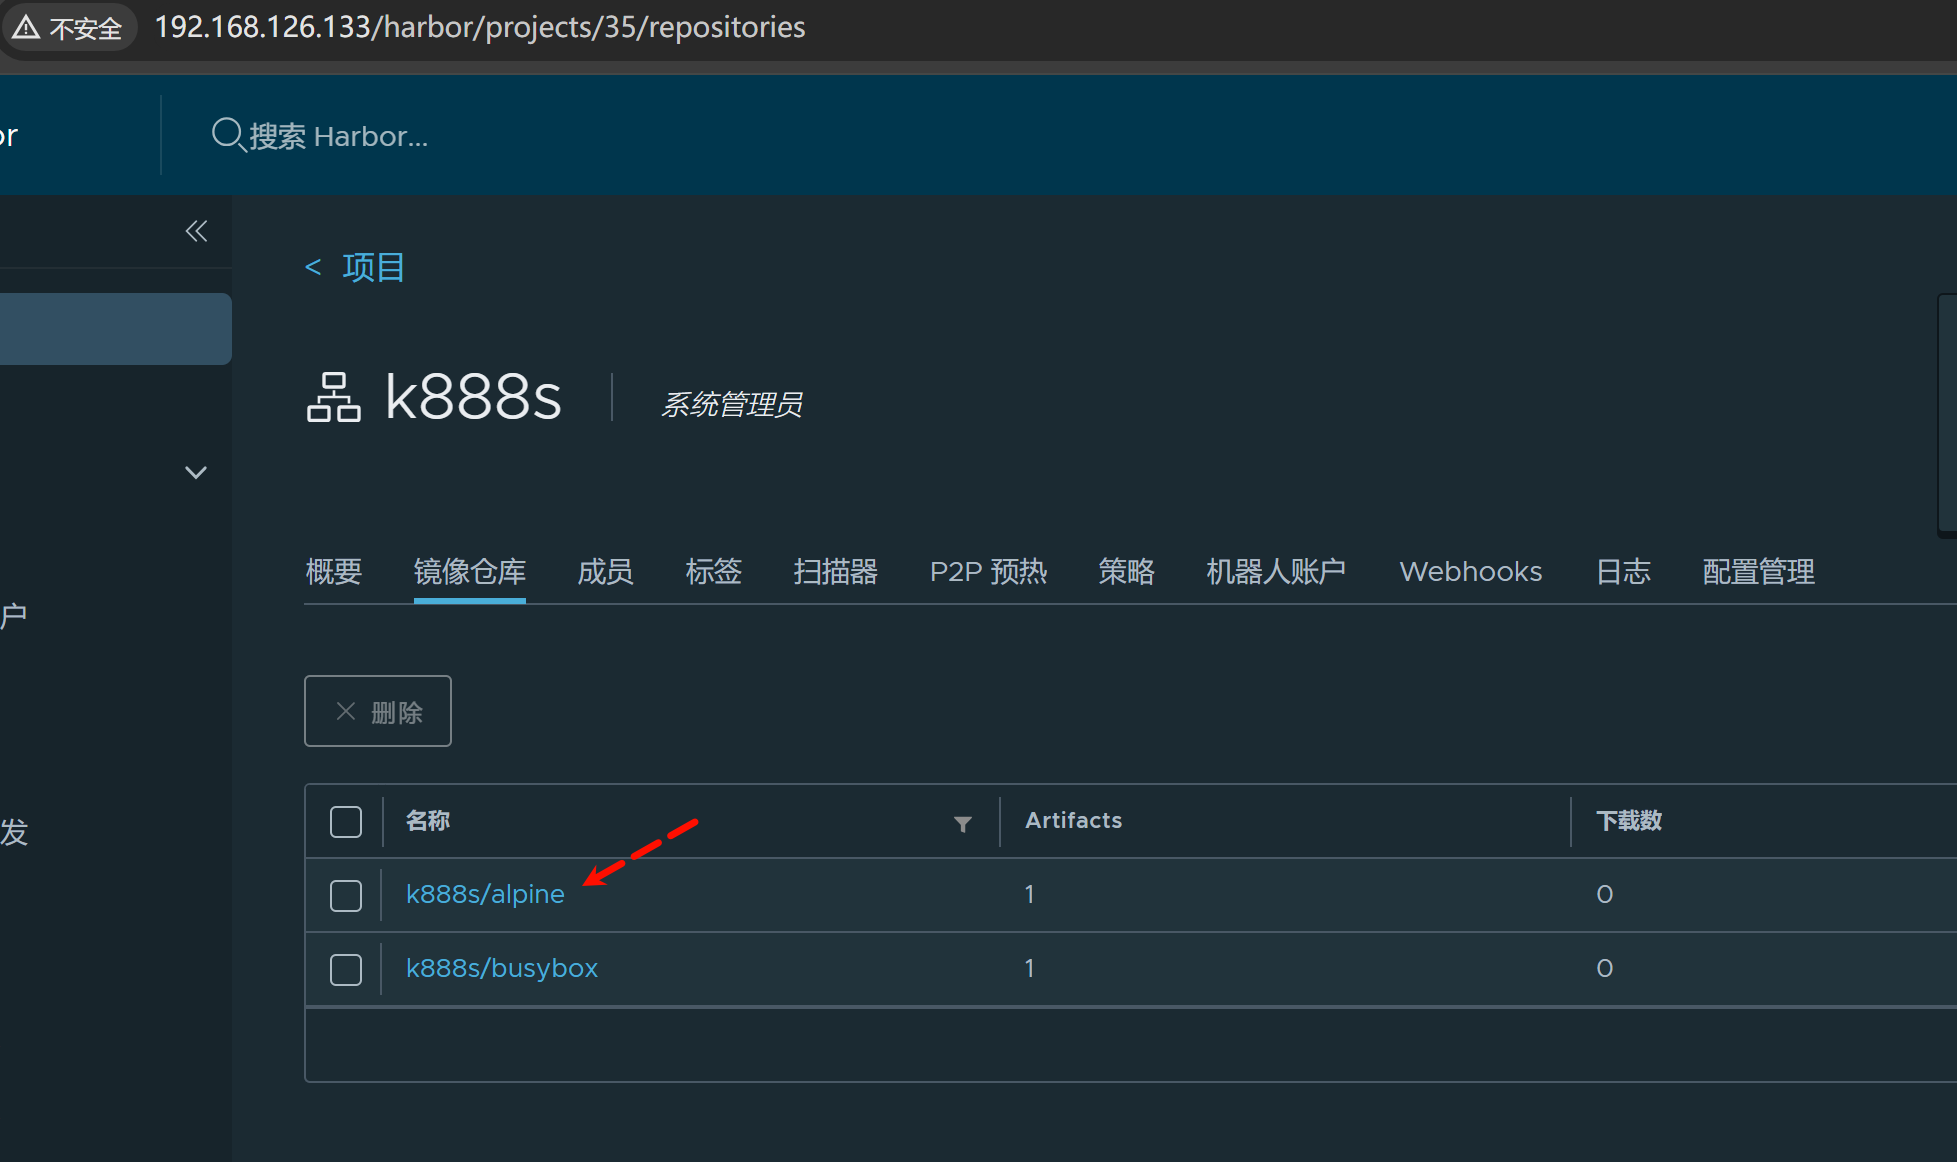 不安全 192.168.126.133/harbor/projects/35/repositories
or
搜索 Harbor...
< 项目
k888s
系统管理员
概要 镜像仓库 成员 标签 扫描器 P2P 预热 策略 机器人账户 Webhooks 日志 配置管理
户
删除
名称 Artifacts 下载数
发
k888s/alpine 1 0
k888s/busybox 1 0